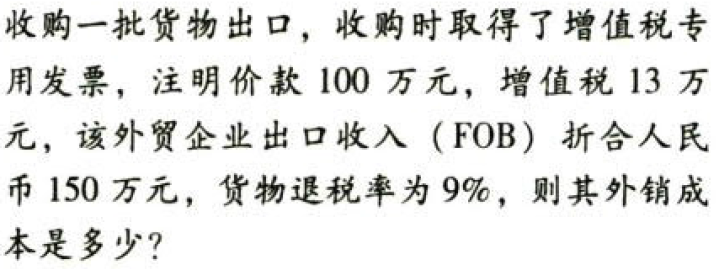 收购一批货物出口，收购时取得了增值税专
用发票，注明价款 100 万元，增值税 13 万
元，该外贸企业出口收入（FOB）折合人民
币 150 万元，货物退税率为 9%，则其外销成
本是多少？